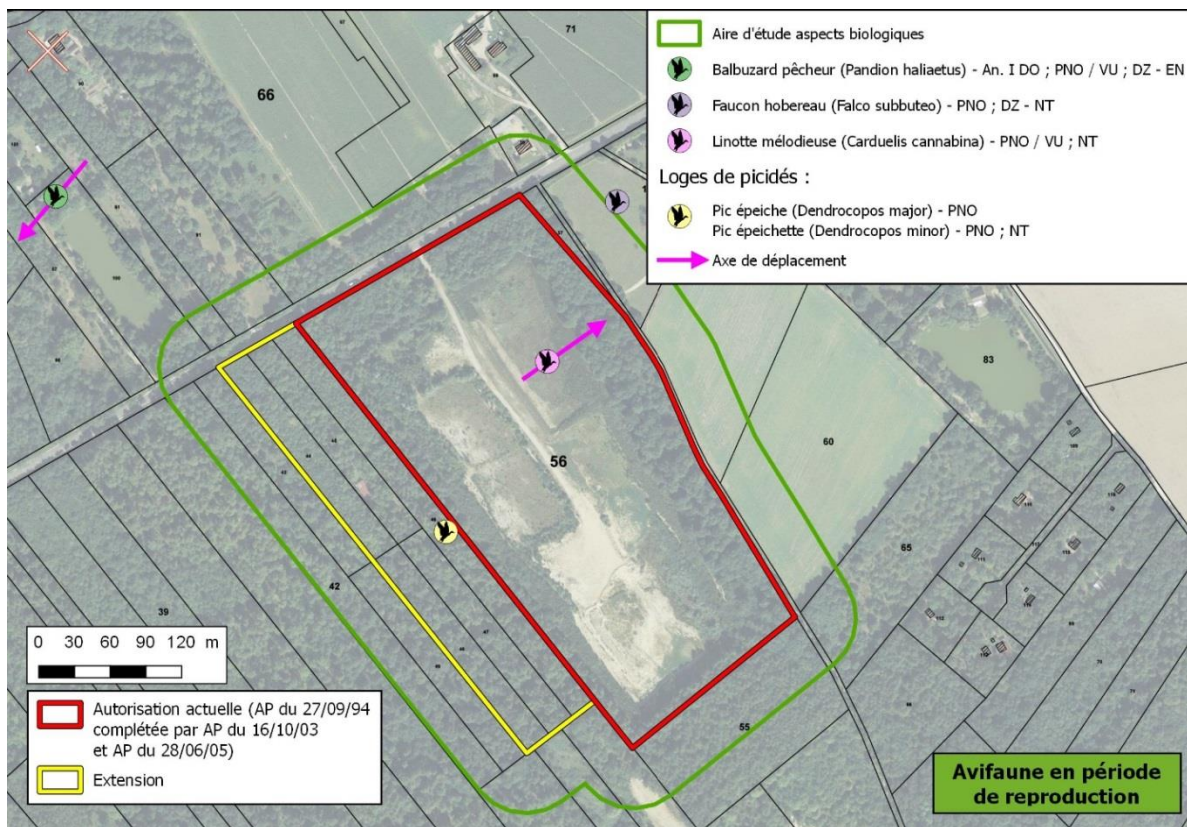 Aire d'étude aspects biologiques
Balbuzard pêcheur (Pandion haliaetus) - An. I DO ; PNO / VU ; DZ - EN
Faucon hobereau (Falco subbuteo) - PNO ; DZ - NT
Linotte mélodieuse (Carduelis cannabina) - PNO / VU ; NT
Loges de picidés :
Pic épeiche (Dendrocopos major) - PNO
Pic épeichette (Dendrocopos minor) - PNO ; NT
Axe de déplacement
71
66
83
60
56
65
42
39
55
0 30 60 90 120 m
Autorisation actuelle (AP du 27/09/94
complétée par AP du 16/10/03
et AP du 28/06/05)
Extension
Avifaune en période
de reproduction